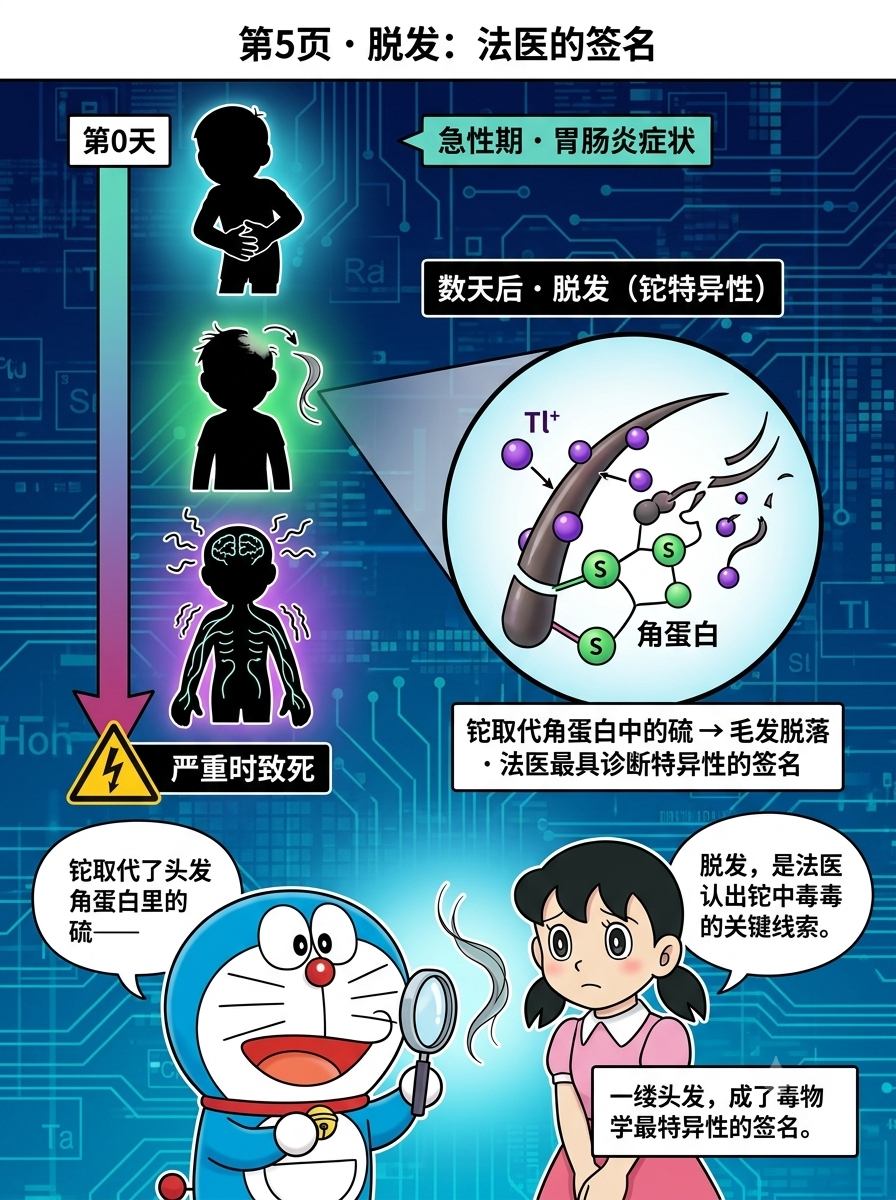 第5页·脱发：法医的签名
第0天
急性期·胃肠炎症状
数天后·脱发（铊特异性）
Ra
Tl⁺
S
S
S
角蛋白
Tl
Hon
铊取代角蛋白中的硫→毛发脱落
·法医最具诊断特异性的签名
严重时致死
铊取代了头发
角蛋白里的
硫——
脱发，是法医
认出铊中毒毒
的关键线索。
一缕头发，成了毒物
学最特异性的签名。
Ta